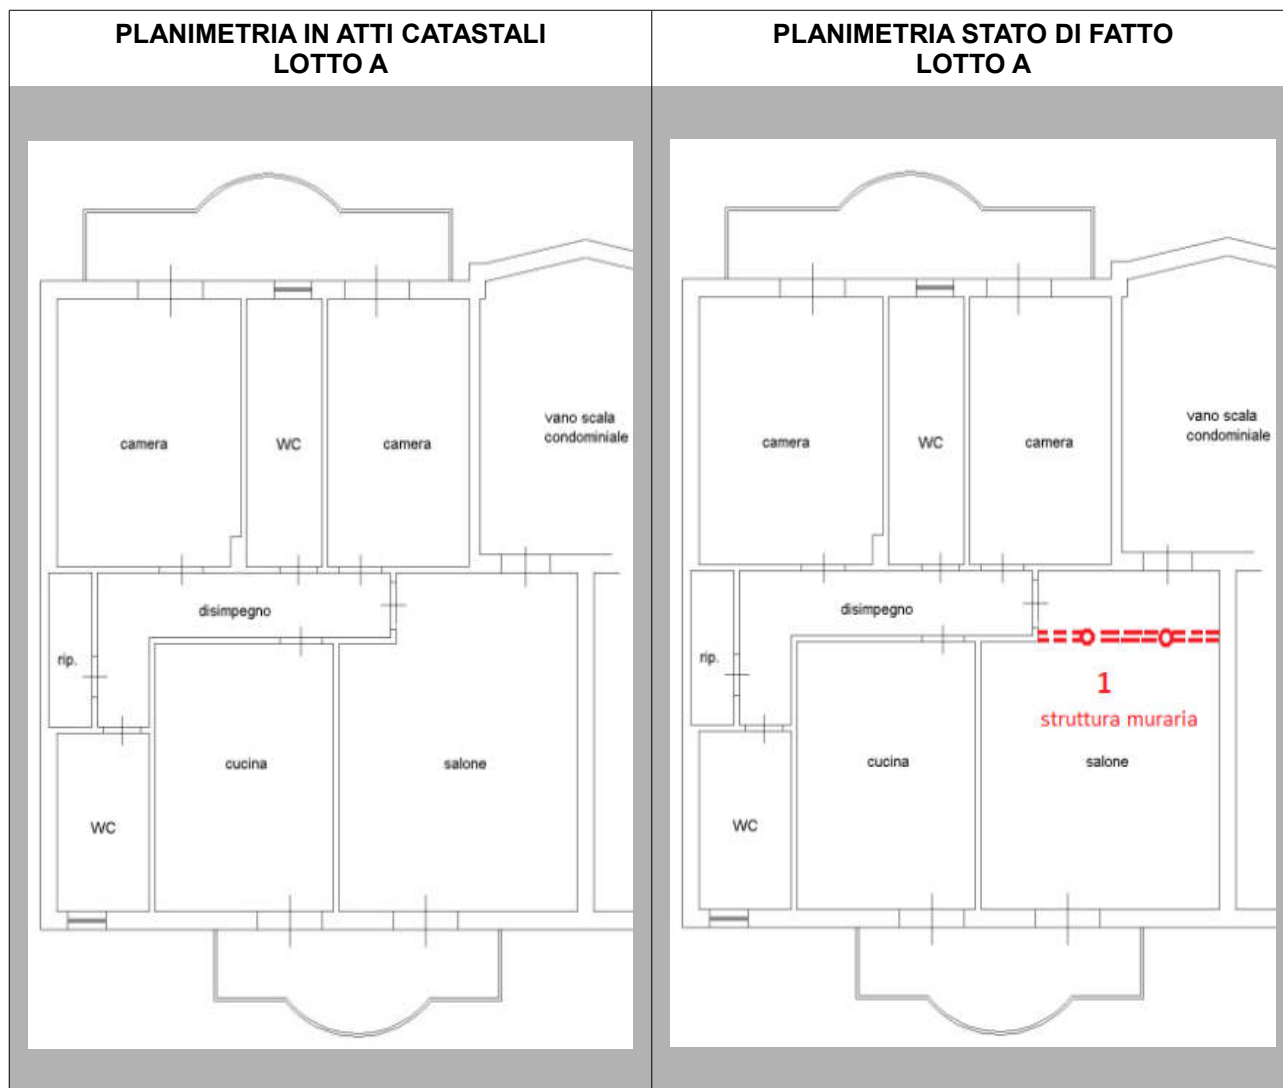 PLANIMETRIA IN ATTI CATASTALI
LOTTO A
camera
WC
camera
vano scala
condominiale
disimpegno
rip.
cucina
salone
WC
PLANIMETRIA STATO DI FATTO
LOTTO A
camera
WC
camera
vano scala
condominiale
disimpegno
rip.
1
struttura muraria
cucina
salone
WC